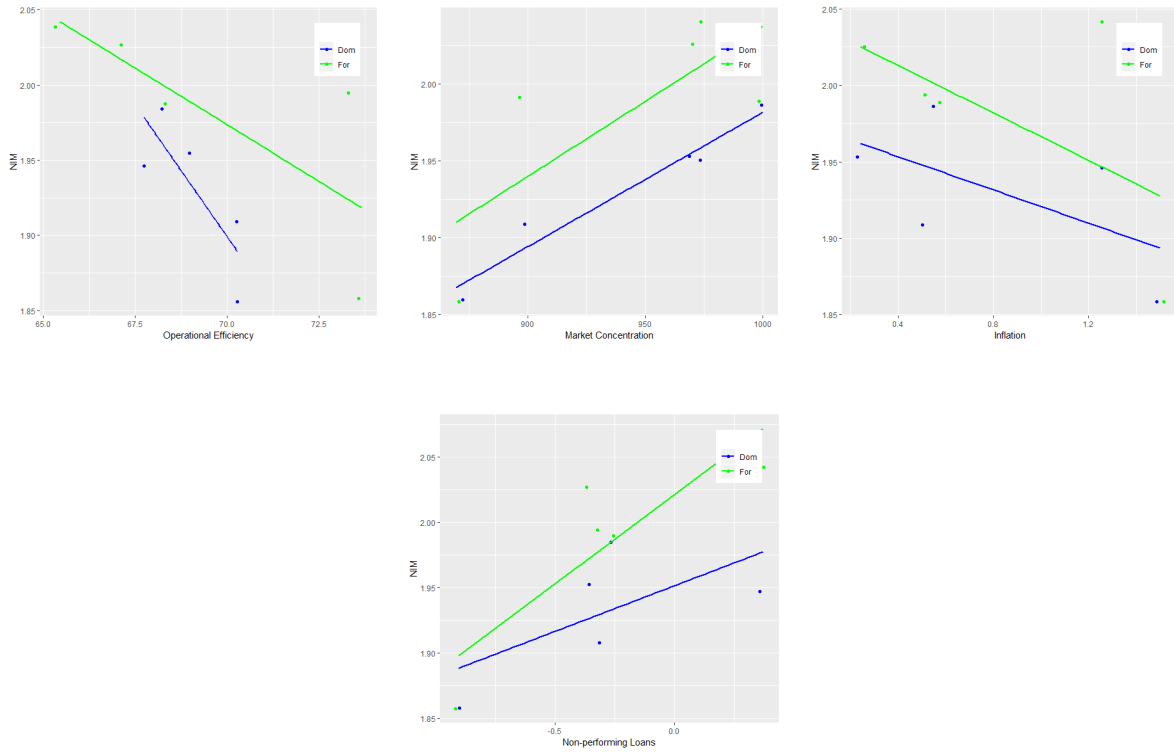 2.05
2.00
1.95
1.90
1.85
NIM
65.0 67.5 70.0 72.5
Operational Efficiency
Dom
For
2.05
2.00
1.95
1.90
1.85
NIM
900 950 1000
Market Concentration
Dom
For
2.05
2.00
1.95
1.90
1.85
NIM
0.4 0.8 1.2
Inflation
Dom
For
2.05
2.00
1.95
1.90
1.85
NIM
-0.5 0.0
Non-performing Loans
Dom
For